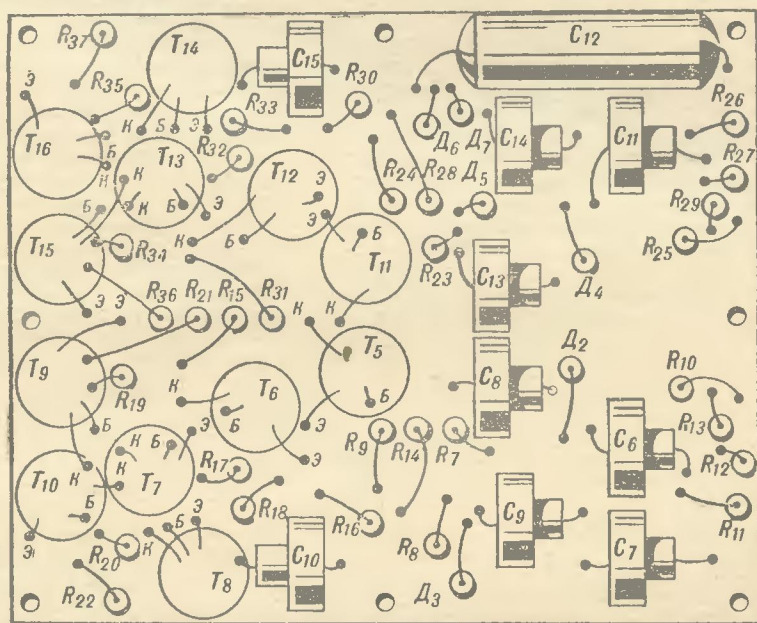 R37
T14
C15
C12
R35
R33
R30
Э
К Б Э
R26
T16
Б
К
T13
R32
T12
Д6
Д7
C14
C11
R27
К
К
Б
Э
Э
Э
R24
R28
Д5
R29
T15
Б
R34
К
Б
Б
T11
R23
R25
C13
Д4
Э
Э
R36
R21
R15
R31
К
К
T5
C8
Д2
T9
R19
К
T6
Б
Б
R10
Б
Э
К
Б
Э
R9
R14
R7
R13
C6
T10
К
Б
К
T7
R17
Э
R12
R18
R16
C9
R11
Э
К
Б
Э
R20
T8
C10
R8
C7
R22
Д3